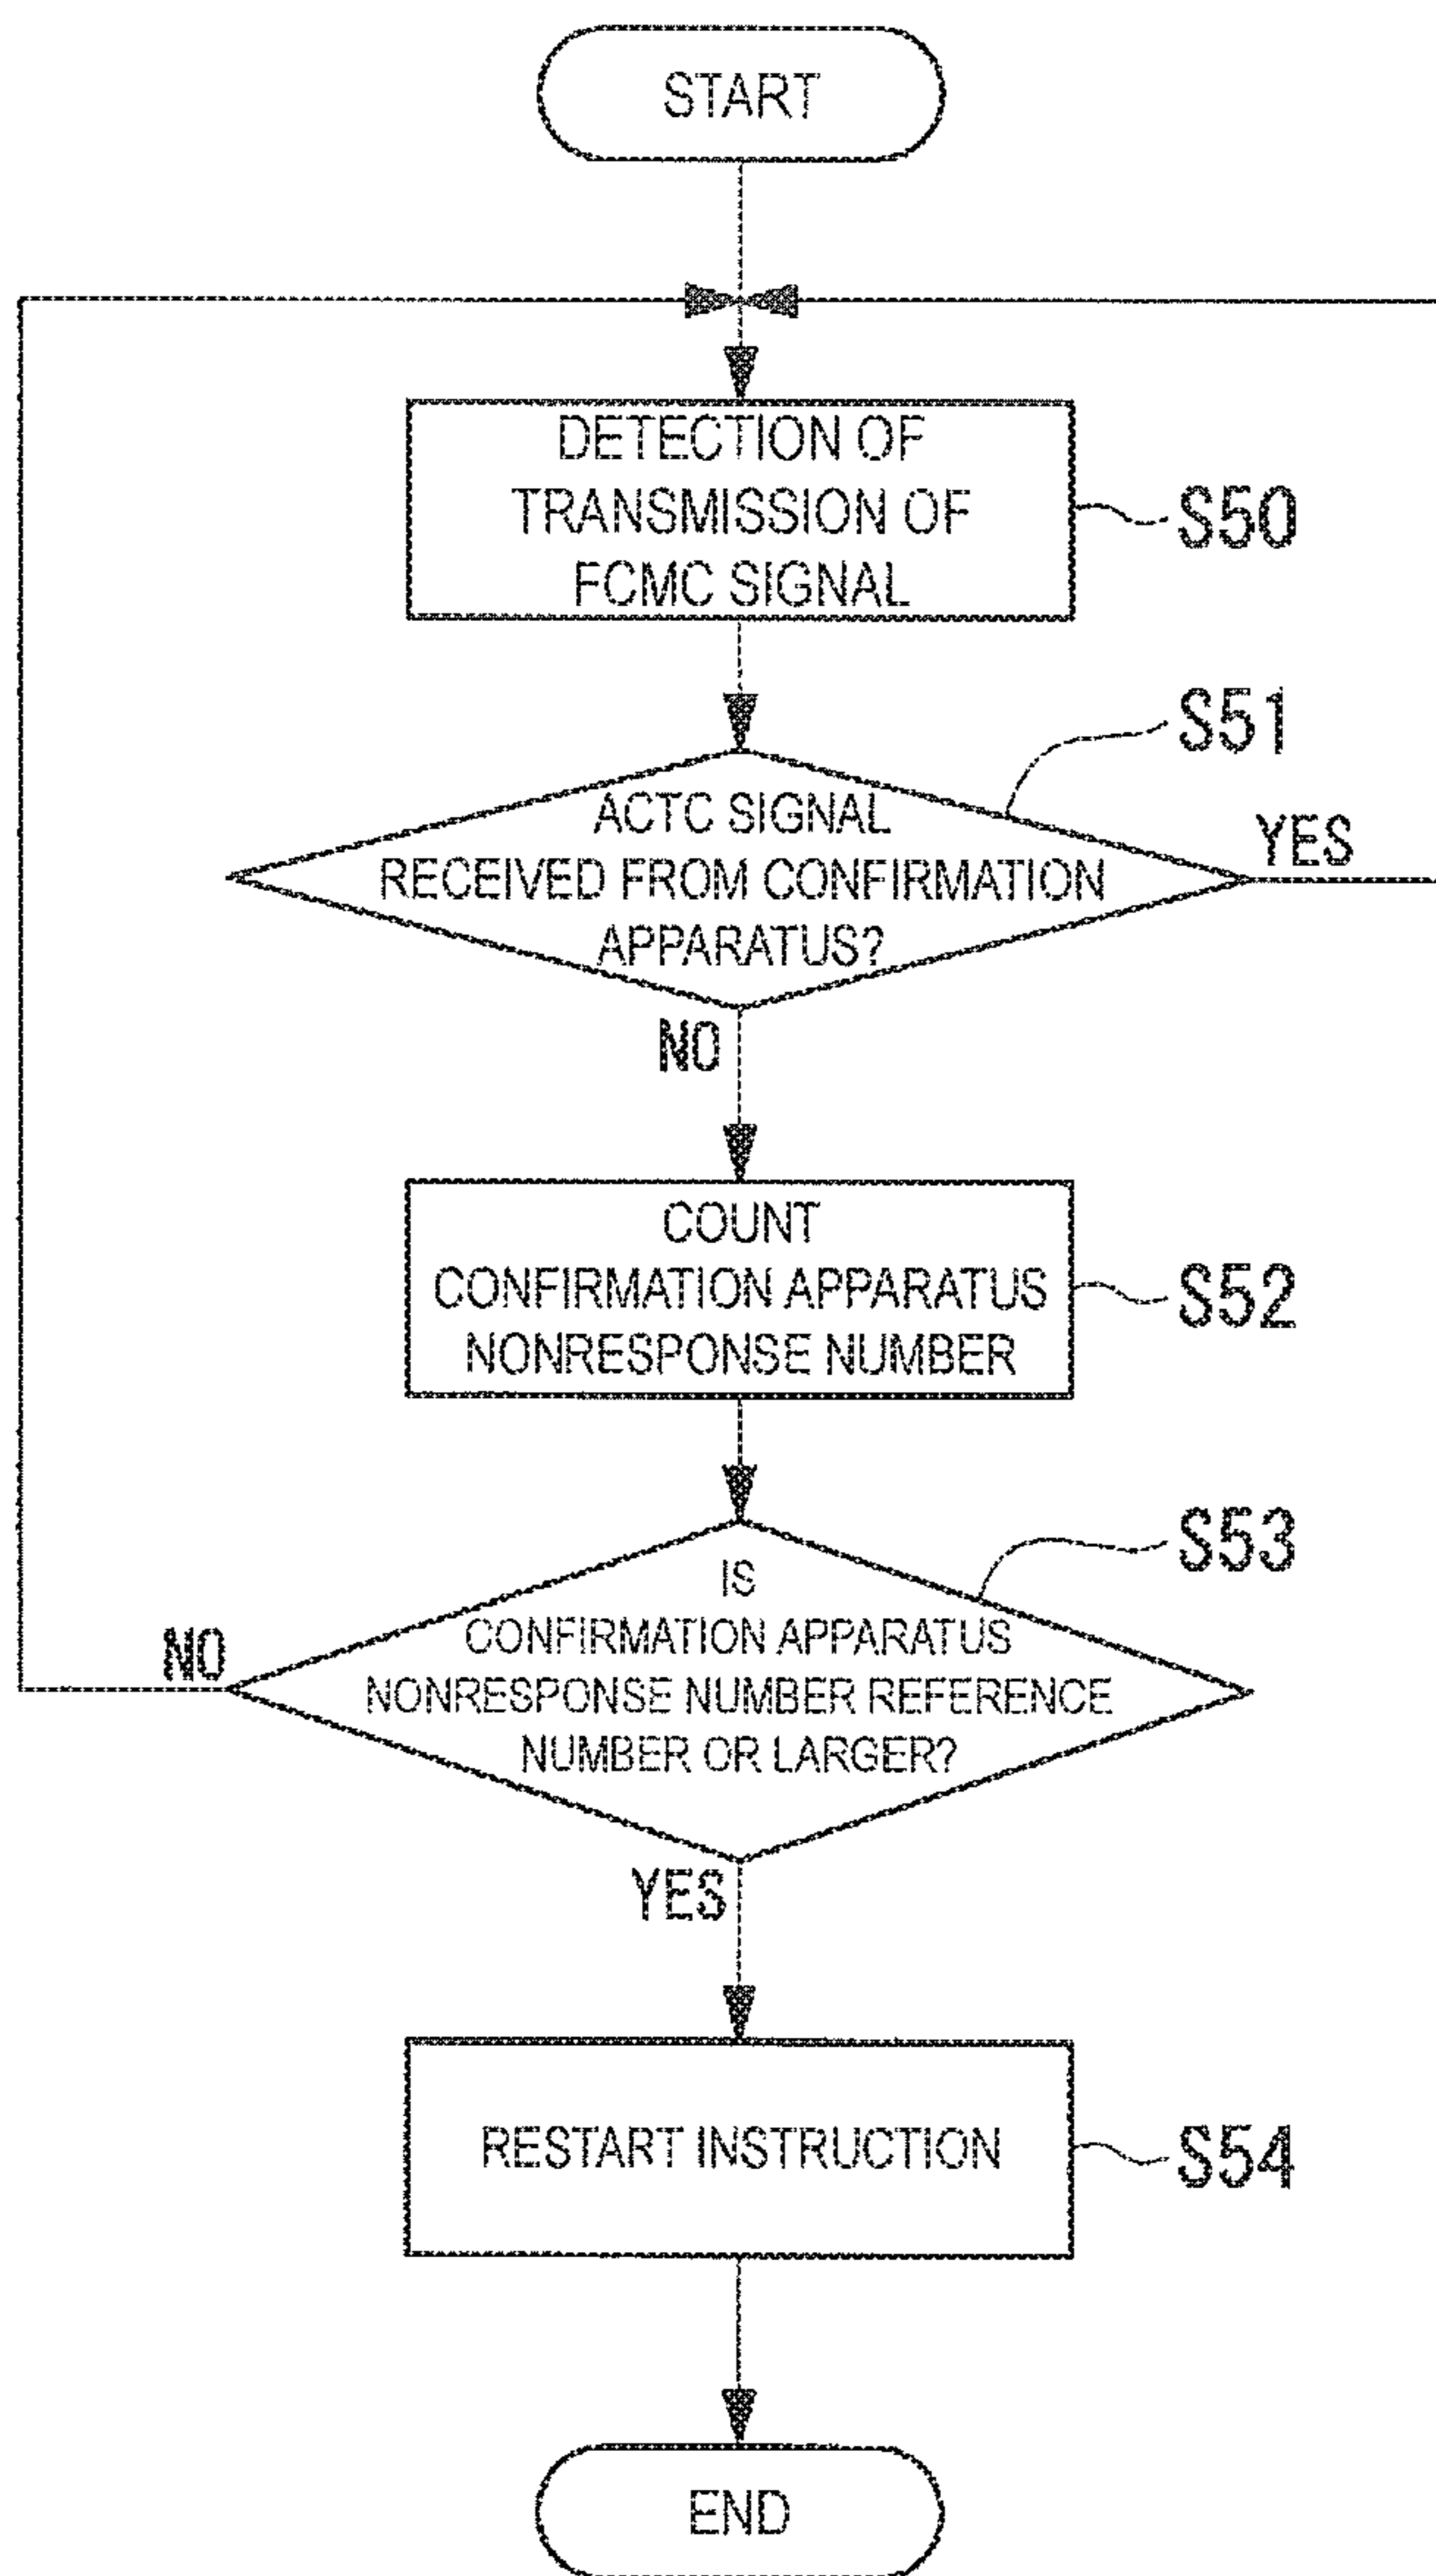 START
DETECTION OF
TRANSMISSION OF
FCMC SIGNAL
S50
S51
ACTC SIGNAL
RECEIVED FROM CONFIRMATION
APPARATUS?
YES
NO
COUNT
CONFIRMATION APPARATUS
NONRESPONSE NUMBER
S52
S53
IS
CONFIRMATION APPARATUS
NONRESPONSE NUMBER REFERENCE
NUMBER OR LARGER?
NO
YES
RESTART INSTRUCTION
S54
END